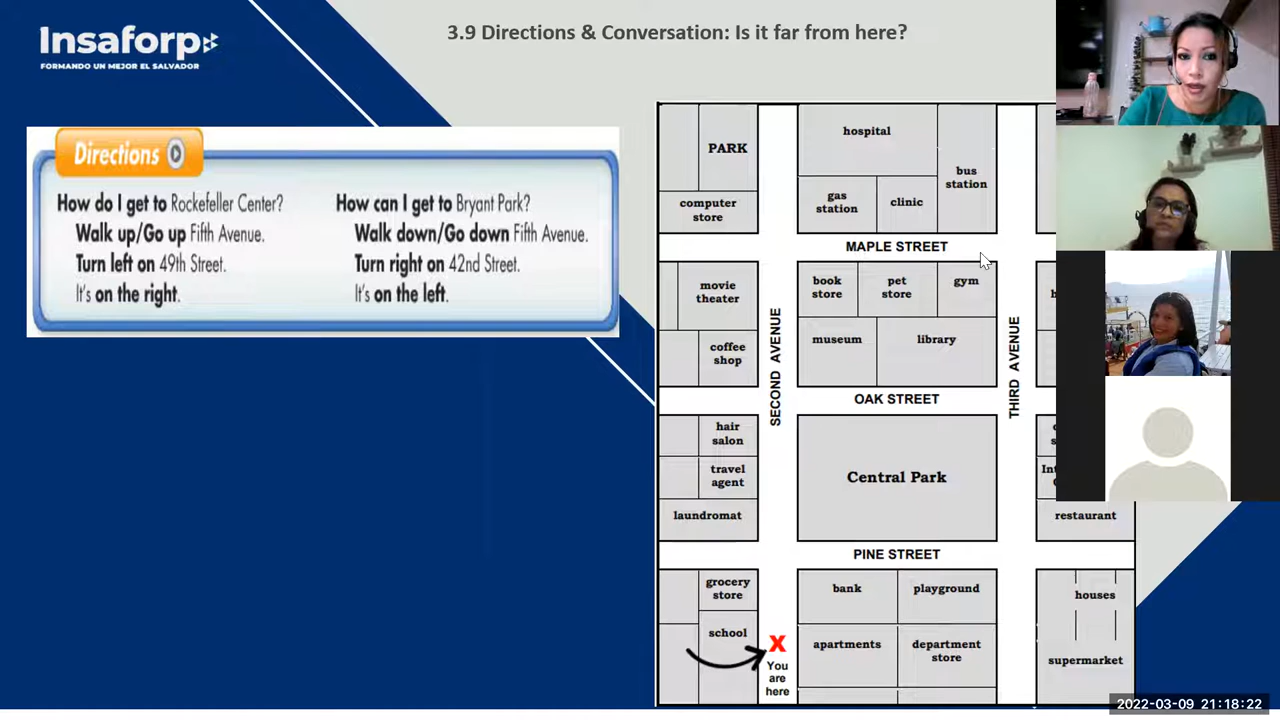 Insaforp
FORMANDO UN MEJOR EL SALVADOR
3.9 Directions & Conversation: Is it far from here?
Directions
How do I get to Rockefeller Center?
Walk up/Go up Fifth Avenue.
Turn left on 49th Street.
It's on the right.
How can I get to Bryant Park?
Walk down/Go down Fifth Avenue.
Turn right on 42nd Street.
It's on the left.
PARK
hospital
bus
station
computer
store
gas
station
clinic
MAPLE STREET
movie
theater
book
store
pet
store
gym
coffee
shop
museum
library
SECOND AVENUE
THIRD AVENUE
OAK STREET
hair
salon
travel
agent
laundromat
Central Park
restaurant
PINE STREET
grocery
store
bank
playground
houses
school
X
You
are
here
apartments
department
store
supermarket
2022-03-09 21:18:22